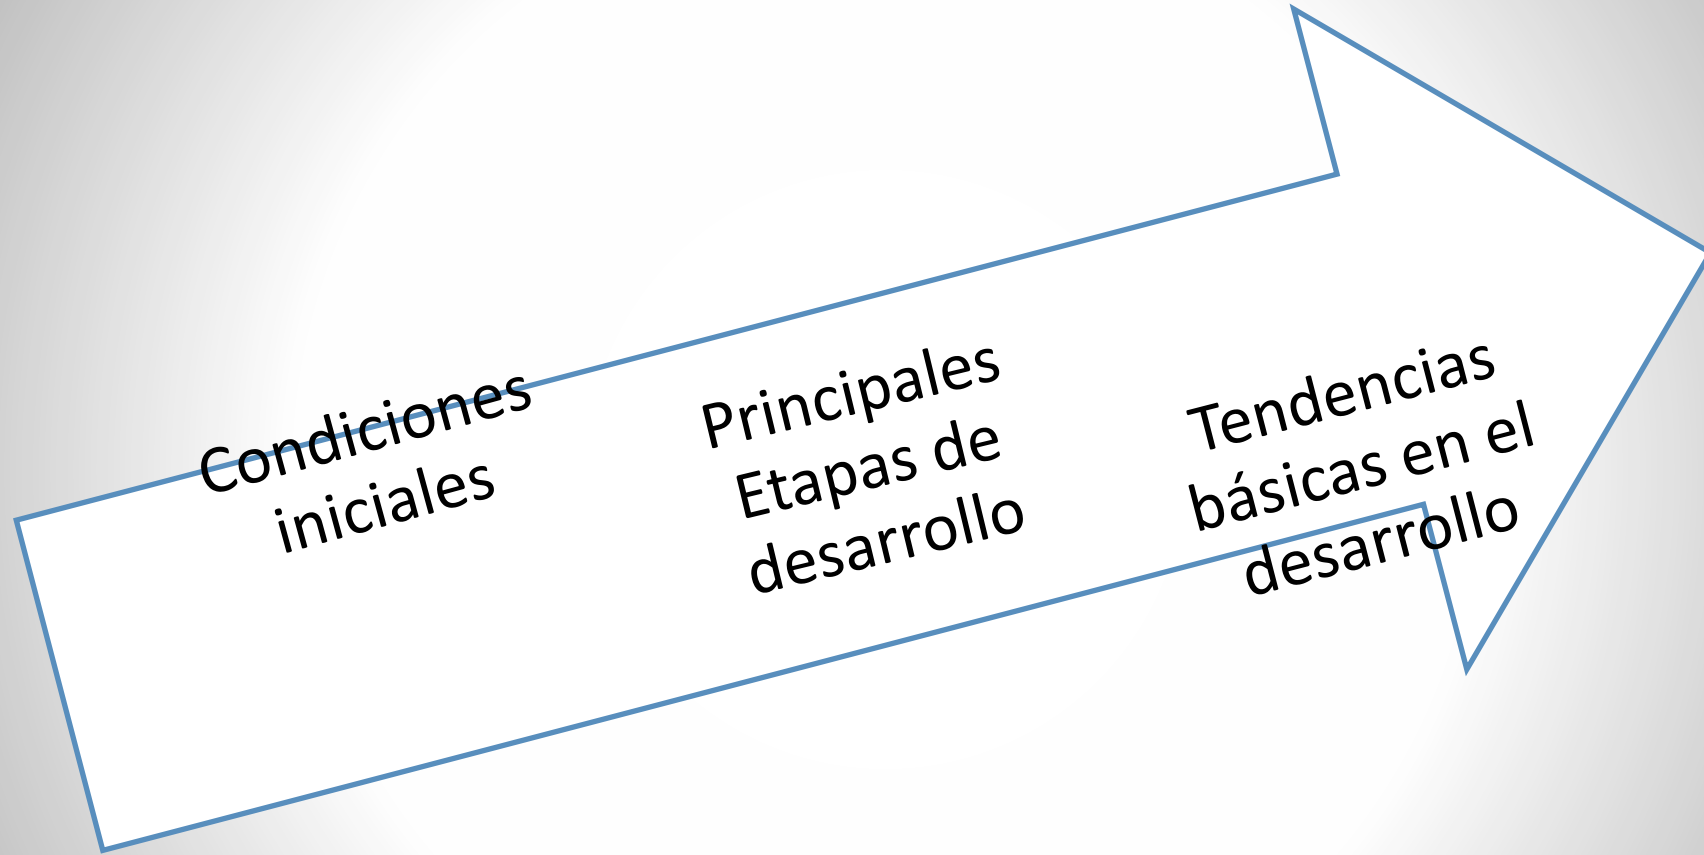 Condiciones
iniciales
Principales
Etapas de
desarrollo
Tendencias
básicas en el
desarrollo